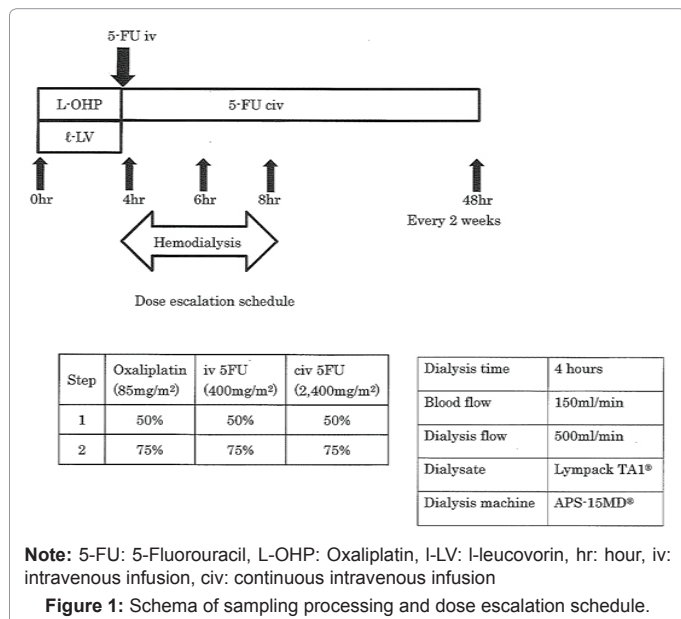 5-FU iv
L-OHP
5-FU civ
ℓ-LV
0hr
4hr
6hr
8hr
48hr
Every 2 weeks
Hemodialysis
Dose escalation schedule
Step
Oxaliplatin
(85mg/m²)
iv 5FU
(400mg/m²)
civ 5FU
(2,400mg/m²)
1
50%
50%
50%
2
75%
75%
75%
Dialysis time
4 hours
Blood flow
150ml/min
Dialysis flow
500ml/min
Dialysate
Lympack TA1®
Dialysis machine
APS-15MD®
Note: 5-FU: 5-Fluorouracil, L-OHP: Oxaliplatin, l-LV: l-leucovorin, hr: hour, iv:
intravenous infusion, civ: continuous intravenous infusion
Figure 1: Schema of sampling processing and dose escalation schedule.